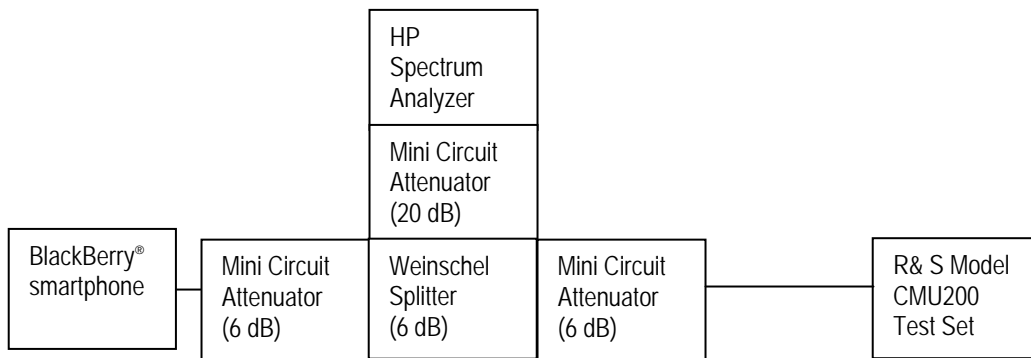 HP
Spectrum
Analyzer
Mini Circuit
Attenuator
(20 dB)
BlackBerry®
smartphone
Mini Circuit
Attenuator
(6 dB)
Weinschel
Splitter
(6 dB)
Mini Circuit
Attenuator
(6 dB)
R& S Model
CMU200
Test Set